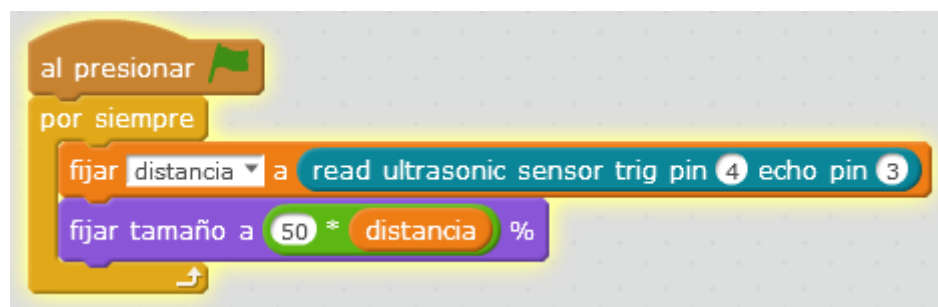 al presionar
por siempre
fijar distancia a read ultrasonic sensor trig pin 4 echo pin 3
fijar tamaño a 50 * distancia %